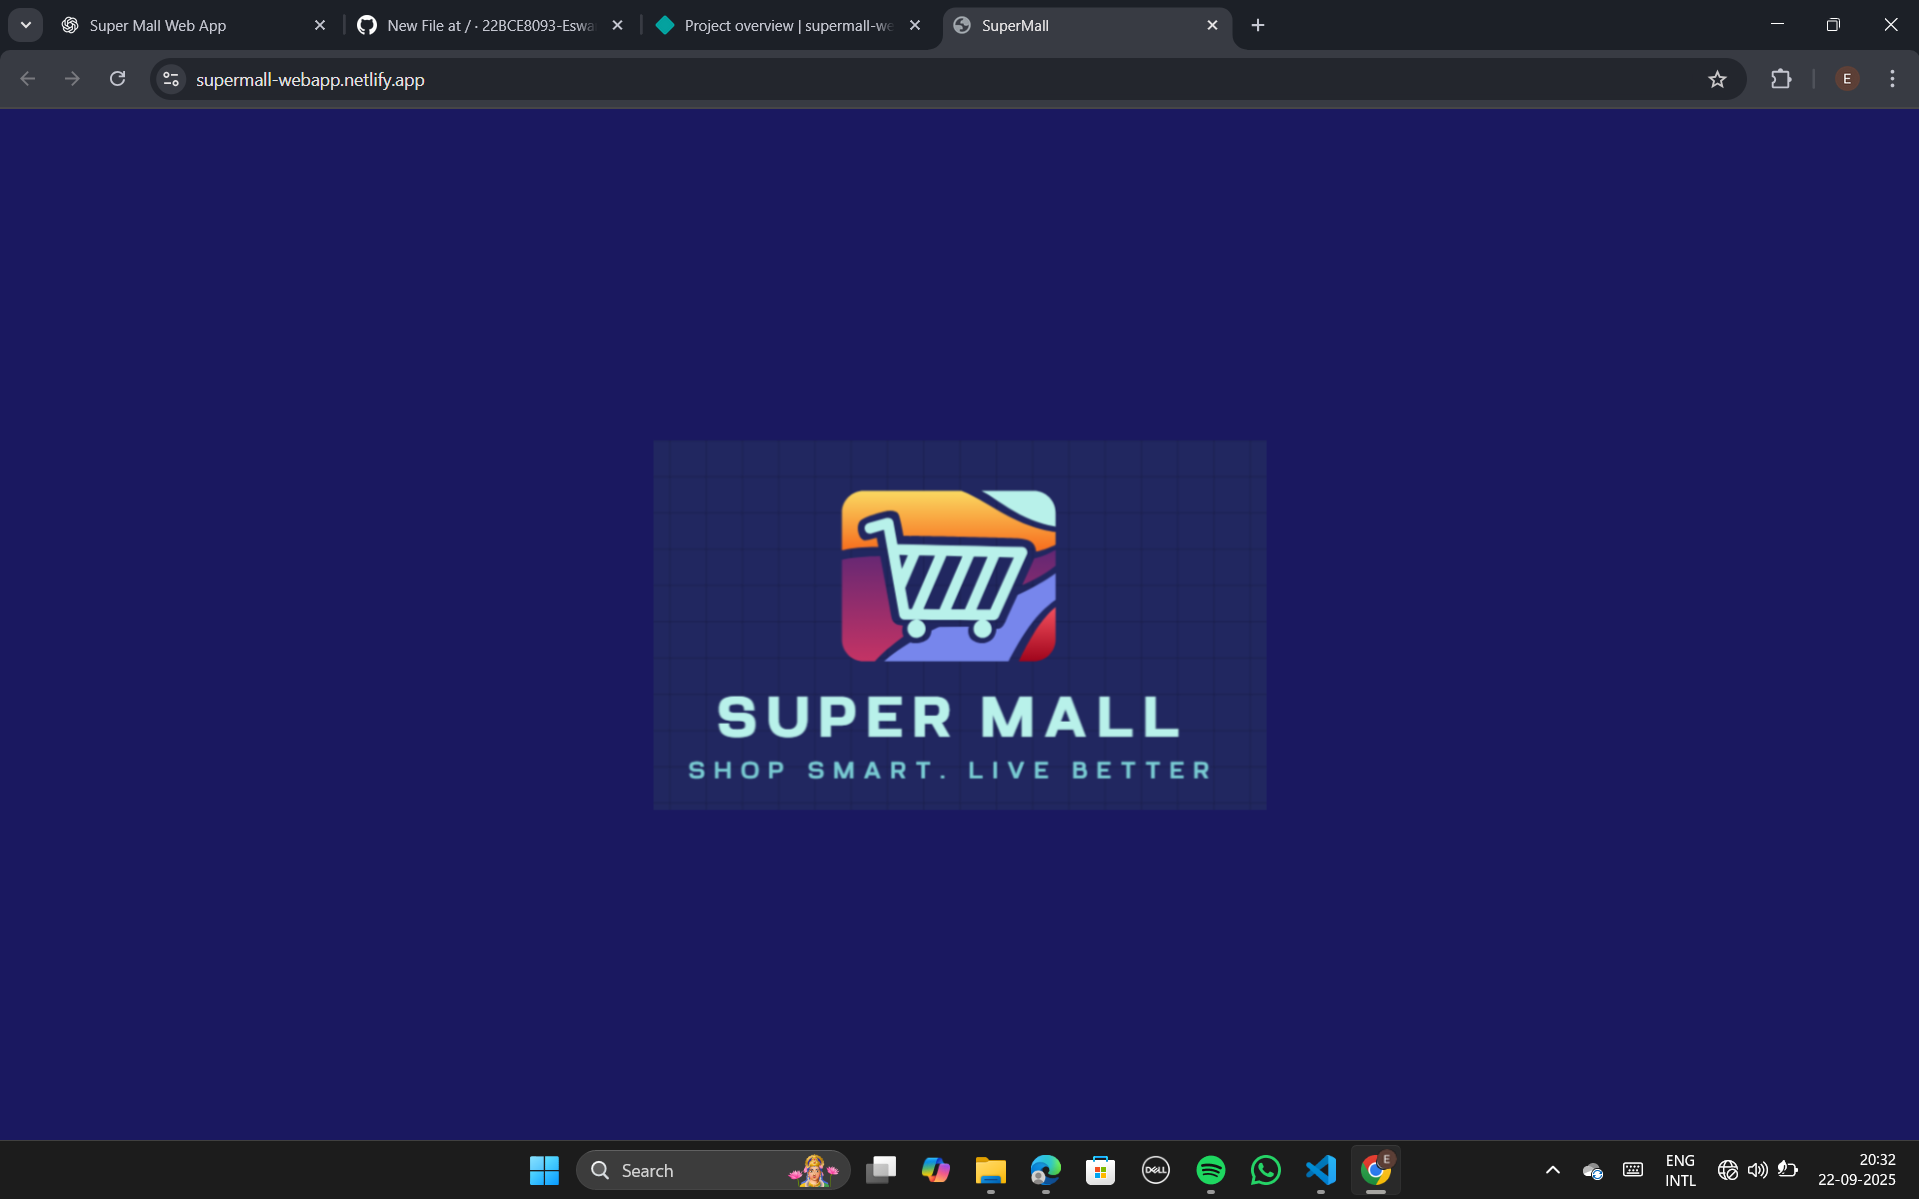 Super Mall Web App
New File at / · 22BCE8093-Eswa
Project overview | supermall-we
SuperMall
supermall-webapp.netlify.app
E
SUPER MALL
SHOP SMART. LIVE BETTER
Search
DELL
E
ENG
INTL
20:32
22-09-2025